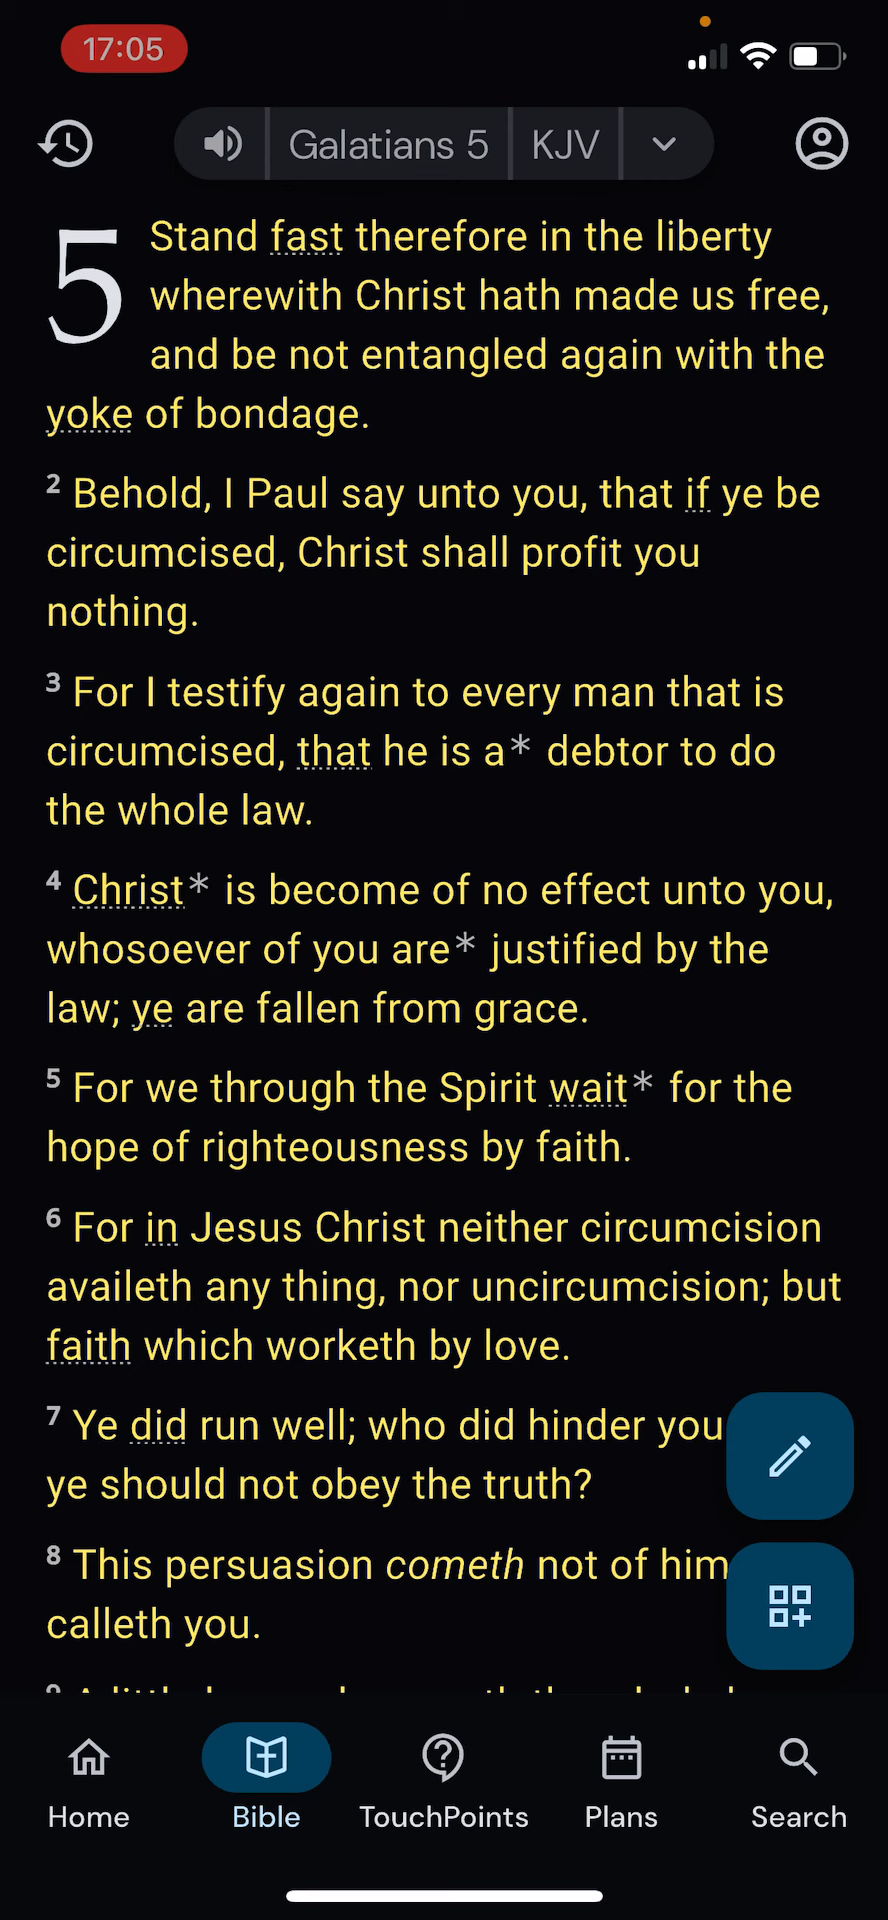 17:05
Galatians 5 KJV
5 Stand fast therefore in the liberty
wherewith Christ hath made us free,
and be not entangled again with the
yoke of bondage.
2 Behold, I Paul say unto you, that if ye be
circumcised, Christ shall profit you
nothing.
3 For I testify again to every man that is
circumcised, that he is a* debtor to do
the whole law.
4 Christ* is become of no effect unto you,
whosoever of you are* justified by the
law; ye are fallen from grace.
5 For we through the Spirit wait* for the
hope of righteousness by faith.
6 For in Jesus Christ neither circumcision
availeth any thing, nor uncircumcision; but
faith which worketh by love.
7 Ye did run well; who did hinder you
ye should not obey the truth?
8 This persuasion cometh not of him
calleth you.
Home Bible TouchPoints Plans Search